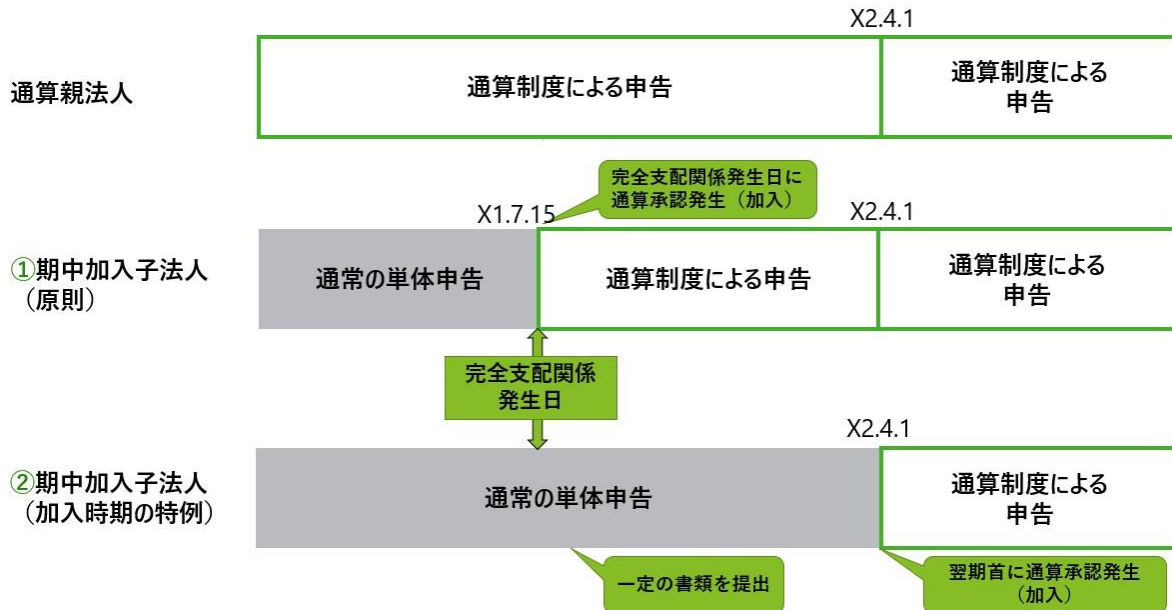 X2.4.1
通算親法人
通算制度による申告
通算制度による
申告
完全支配関係発生日に
通算承認発生（加入）
X1.7.15
X2.4.1
①期中加入子法人
（原則）
通常の単体申告
通算制度による申告
通算制度による
申告
完全支配関係
発生日
X2.4.1
②期中加入子法人
（加入時期の特例）
通常の単体申告
通算制度による
申告
一定の書類を提出
翌期首に通算承認発生
（加入）